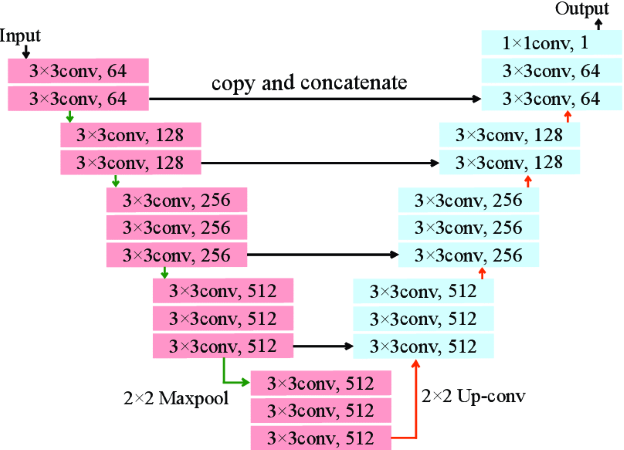 Output
Input
1×1conv, 1
3×3conv, 64
3×3conv, 64
3×3conv, 64
copy and concatenate
3×3conv, 64
3×3conv, 128
3×3conv, 128
3×3conv, 128
3×3conv, 128
3×3conv, 256
3×3conv, 256
3×3conv, 256
3×3conv, 256
3×3conv, 256
3×3conv, 256
3×3conv, 512
3×3conv, 512
3×3conv, 512
3×3conv, 512
3×3conv, 512
3×3conv, 512
2×2 Maxpool
3×3conv, 512
2×2 Up-conv
3×3conv, 512
3×3conv, 512